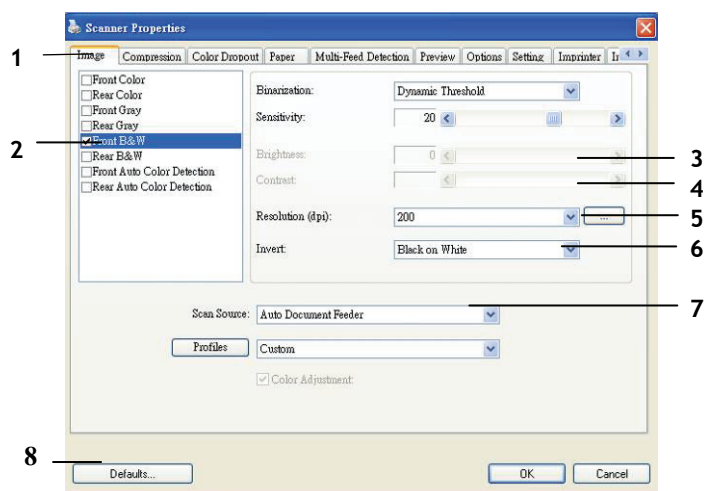 Scanner Properties
1
Image Compression Color Dropout Paper Multi-Feed Detection Preview Options Setting Imprinter
Front Color
Rear Color
Front Gray
Rear Gray
2
Front B&W
Rear B&W
Front Auto Color Detection
Rear Auto Color Detection
Binarization: Dynamic Threshold
Sensitivity: 20
Brightness: 0
3
Contrast:
4
Resolution (dpi): 200 ...
5
Invert: Black on White
6
Scan Source: Auto Document Feeder
7
Profiles Custom
Color Adjustment:
8
Defaults... OK Cancel